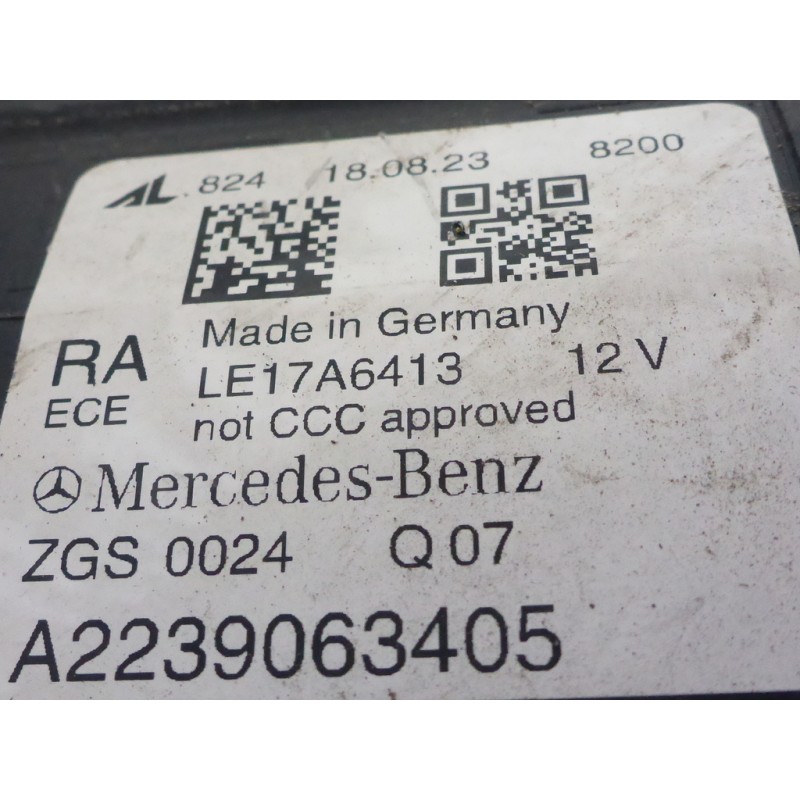 AL 824 18.08.23 8200
Made in Germany
RA LE17A6413 12 V
ECE not CCC approved
Mercedes-Benz
ZGS 0024 Q 07
A2239063405